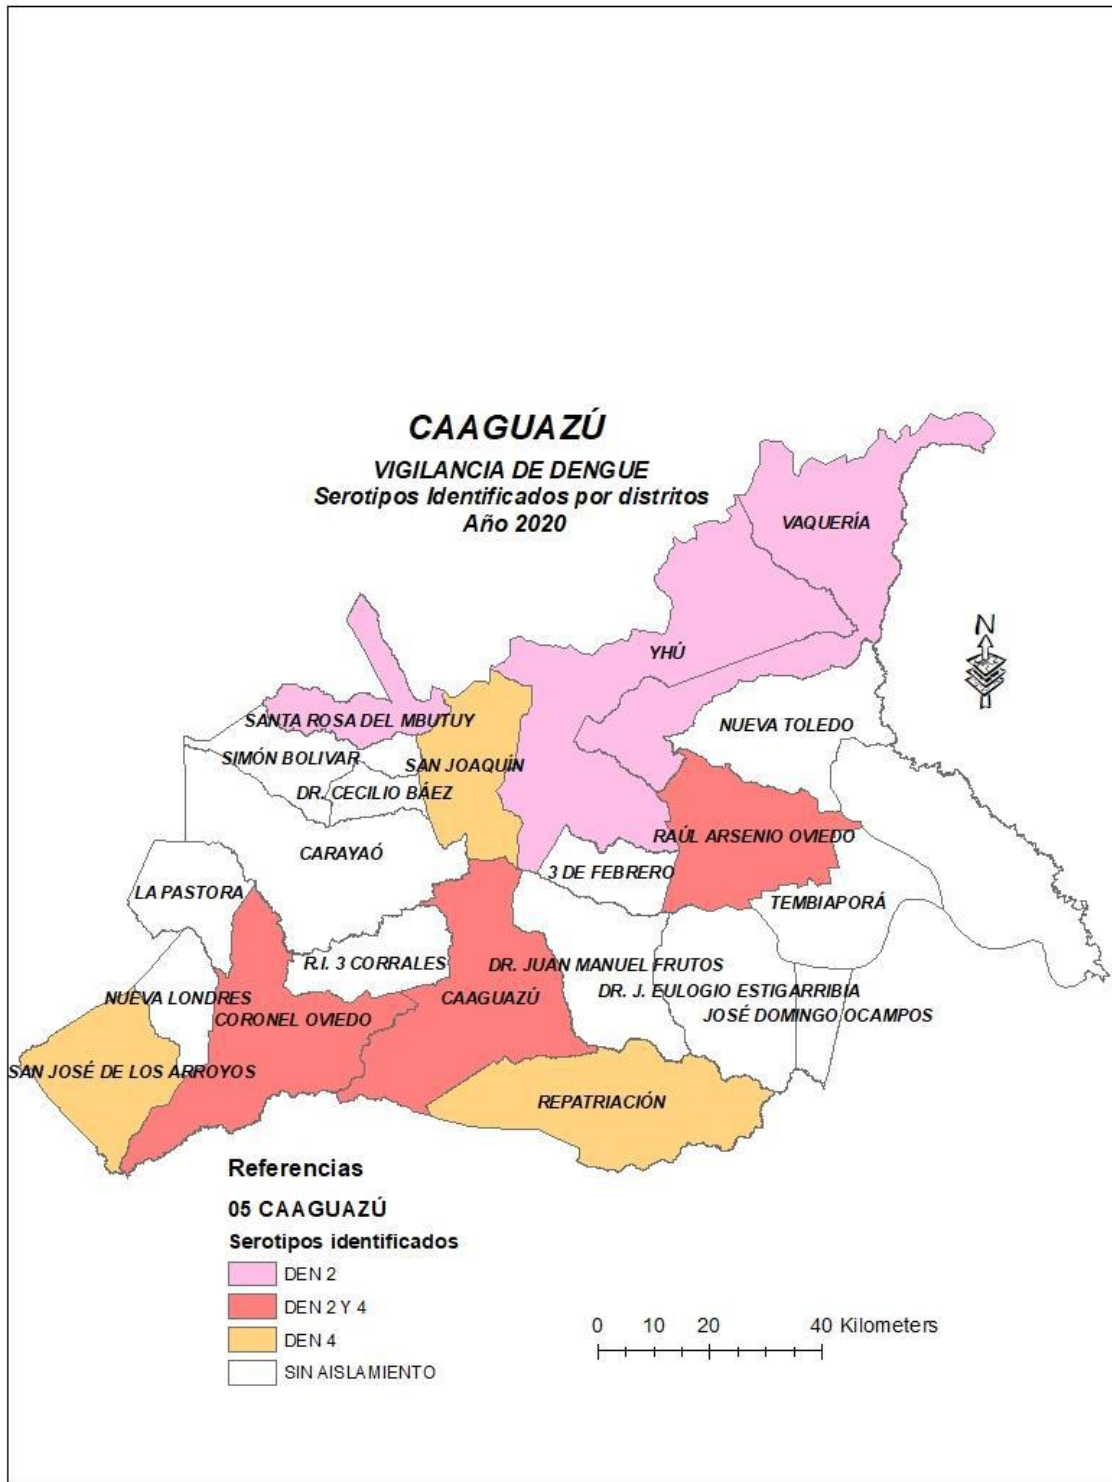 CAAGUAZÚ
VIGILANCIA DE DENGUE
Serotipos Identificados por distritos
Año 2020
VAQUERÍA
N
YHÚ
SANTA ROSA DEL MBUTUY
NUEVA TOLEDO
SIMÓN BOLIVAR
SAN JOAQUÍN
DR. CECILIO BÁEZ
RAÚL ARSENIO OVIEDO
CARAYAÓ
3 DE FEBRERO
LA PASTORA
TEMBIAPORÁ
R.I. 3 CORRALES
DR. JUAN MANUEL FRUTOS
NUEVA LONDRES
CAAGUAZÚ
DR. J. EULOGIO ESTIGARRIBIA
CORONEL OVIEDO
JOSÉ DOMINGO OCAMPOS
SAN JOSÉ DE LOS ARROYOS
REPATRIACIÓN
Referencias
05 CAAGUAZÚ
Serotipos identificados
DEN 2
DEN 2 Y 4
DEN 4
SIN AISLAMIENTO
0 10 20 40 Kilometers